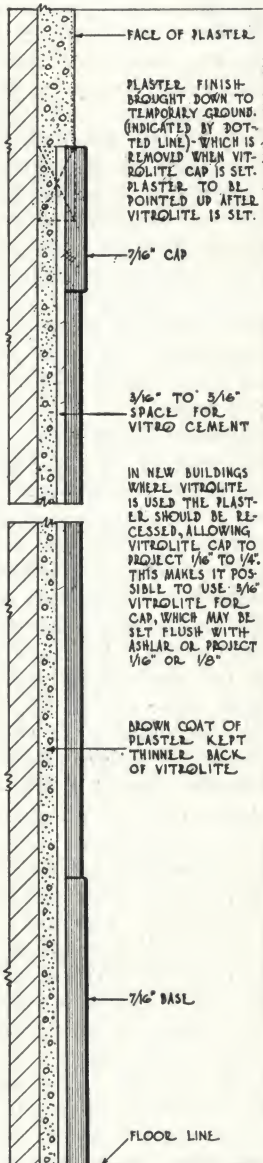 FACE OF PLASTER
PLASTER FINISH
BROUGHT DOWN TO
TEMPORARY GROUND.
(INDICATED BY DOT-
TED LINE)-WHICH IS
REMOVED WHEN VIT-
ROLITE CAP IS SET.
PLASTER TO BE
POINTED UP AFTER
VITROLITE IS SET.
7/16" CAP
3/16" TO 5/16"
SPACE FOR
VITRO CEMENT
IN NEW BUILDINGS
WHERE VITROLITE
IS USED THE PLAST-
ER SHOULD BE RE-
CESSED, ALLOWING
VITROLITE CAP TO
PROJECT 1/16" TO 1/4".
THIS MAKES IT POS-
SIBLE TO USE 5/16"
VITROLITE FOR
CAP, WHICH MAY BE
SET FLUSH WITH
ASHLAR OR PROJECT
1/16" OR 1/8"
BROWN COAT OF
PLASTER KEPT
THINNER BACK
OF VITROLITE
7/16" BASE
FLOOR LINE